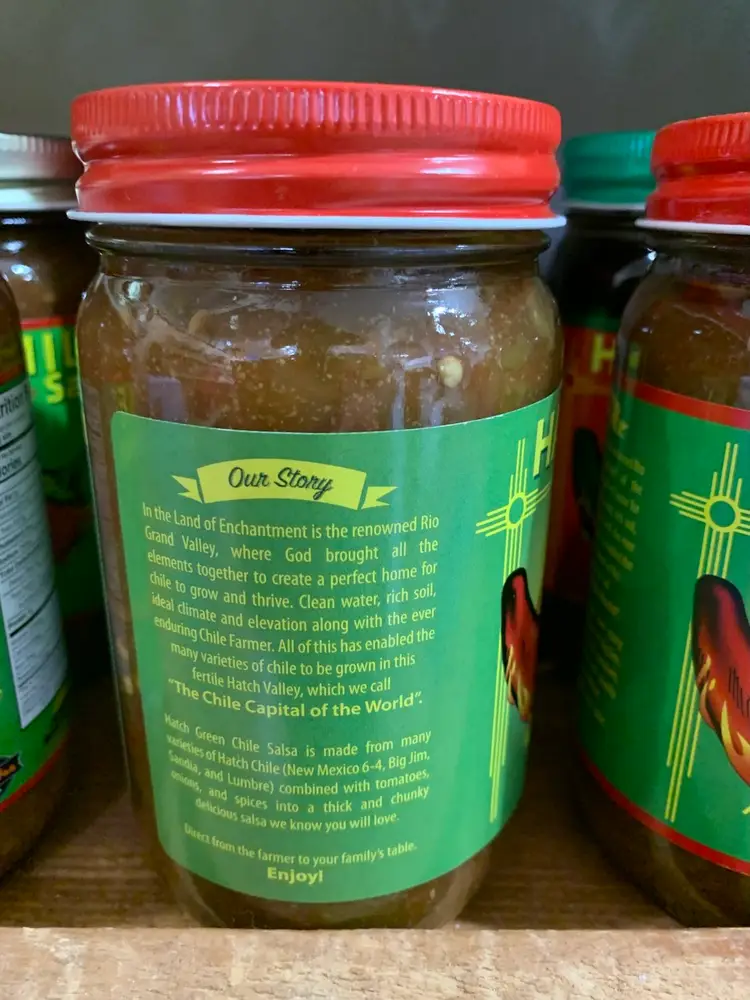 Our Story
In the Land of Enchantment is the renowned Rio
Grand Valley, where God brought all the
elements together to create a perfect home for
chile to grow and thrive. Clean water, rich soil,
ideal climate and elevation along with the ever
enduring Chile Farmer. All of this has enabled the
many varieties of chile to be grown in this
fertile Hatch Valley, which we call
"The Chile Capital of the World".
Hatch Green Chile Salsa is made from many
varieties of Hatch Chile (New Mexico 6-4, Big Jim,
Sandia, and Lumbre) combined with tomatoes,
onions, and spices into a thick and chunky
delicious salsa we know you will love.
Direct from the farmer to your family's table.
Enjoy!